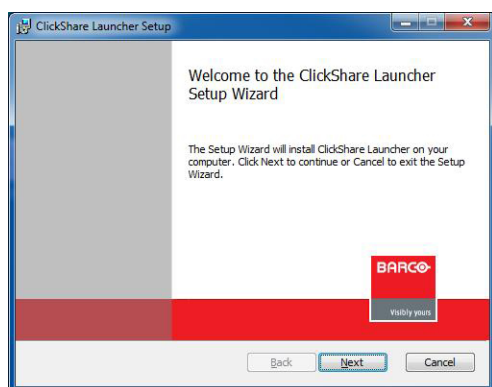 ClickShare Launcher Setup
Welcome to the ClickShare Launcher
Setup Wizard
The Setup Wizard will install ClickShare Launcher on your
computer. Click Next to continue or Cancel to exit the Setup
Wizard.
BARCO
Visibly yours
Back
Next
Cancel